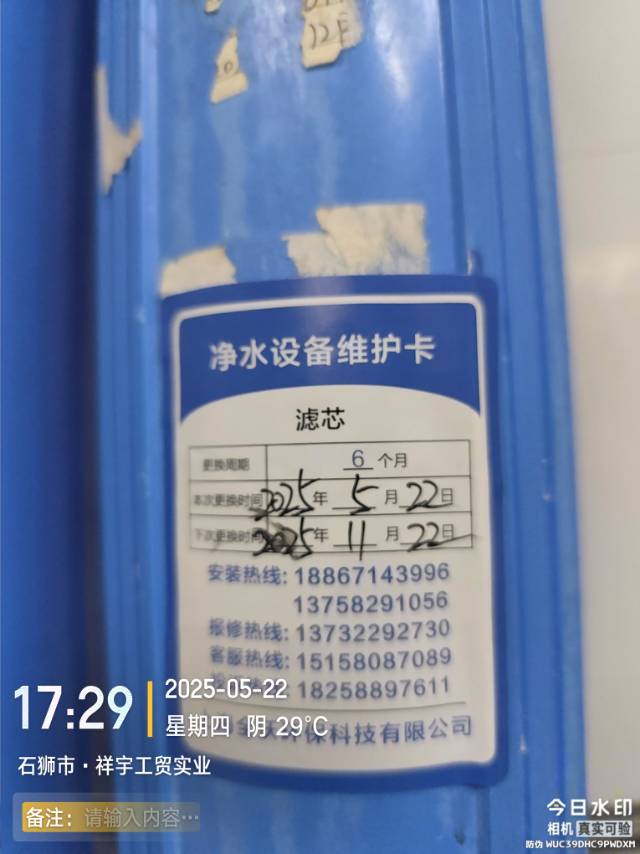 12F
净水设备维护卡
滤芯
更换周期 6 个月
本次更换时间 2025 年 5 月 22 日
下次更换时间 2025 年 11 月 22 日
安装热线: 18867143996
13758291056
报修热线: 13732292730
客服热线: 15158087089
18258897611
环保科技有限公司
17:29
2025-05-22
星期四 阴 29℃
石狮市·祥宇工贸实业
备注: 请输入内容···
今日水印
相机 真实可验
防伪 WUC39DHC9PWDXM